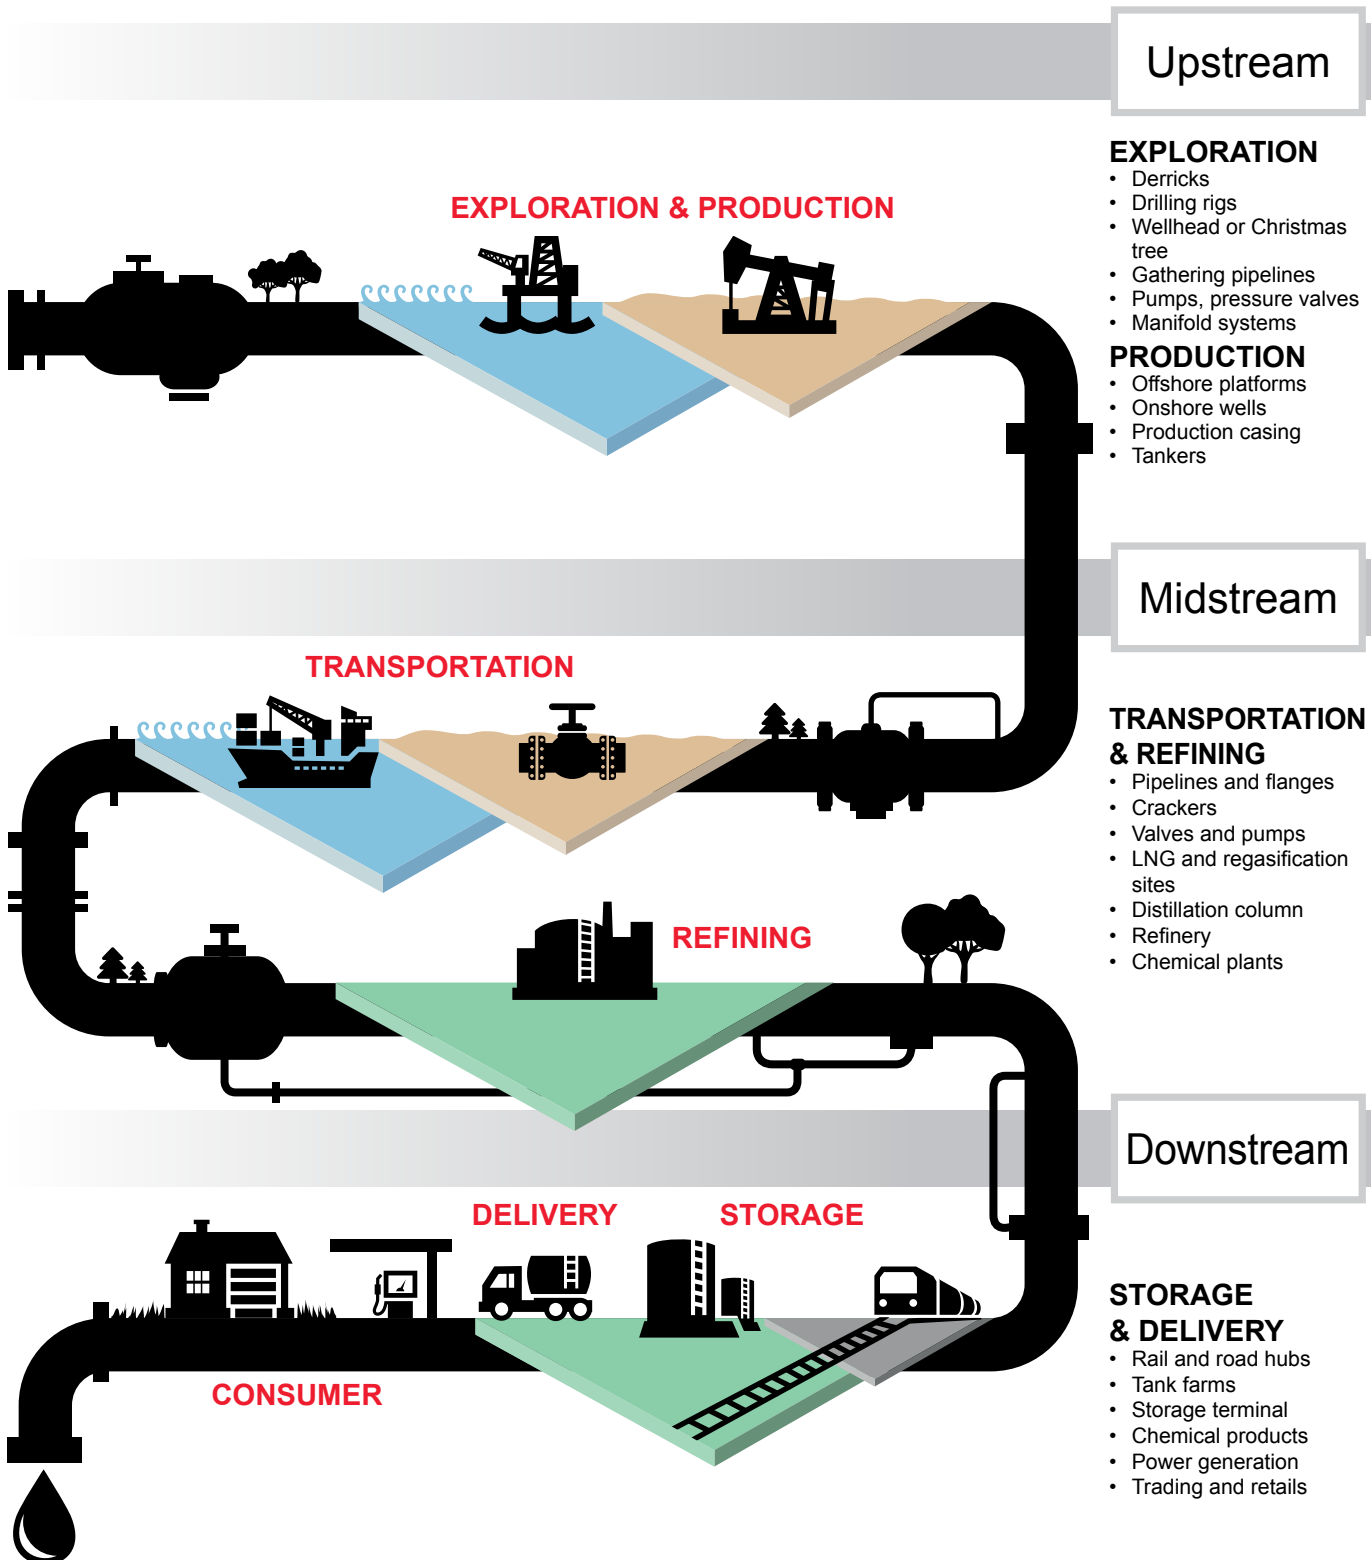 Upstream
EXPLORATION & PRODUCTION
EXPLORATION
• Derricks
• Drilling rigs
• Wellhead or Christmas
tree
• Gathering pipelines
• Pumps, pressure valves
• Manifold systems
PRODUCTION
• Offshore platforms
• Onshore wells
• Production casing
• Tankers
Midstream
TRANSPORTATION
REFINING
TRANSPORTATION
& REFINING
• Pipelines and flanges
• Crackers
• Valves and pumps
• LNG and regasification
sites
• Distillation column
• Refinery
• Chemical plants
Downstream
DELIVERY
STORAGE
CONSUMER
STORAGE
& DELIVERY
• Rail and road hubs
• Tank farms
• Storage terminal
• Chemical products
• Power generation
• Trading and retails